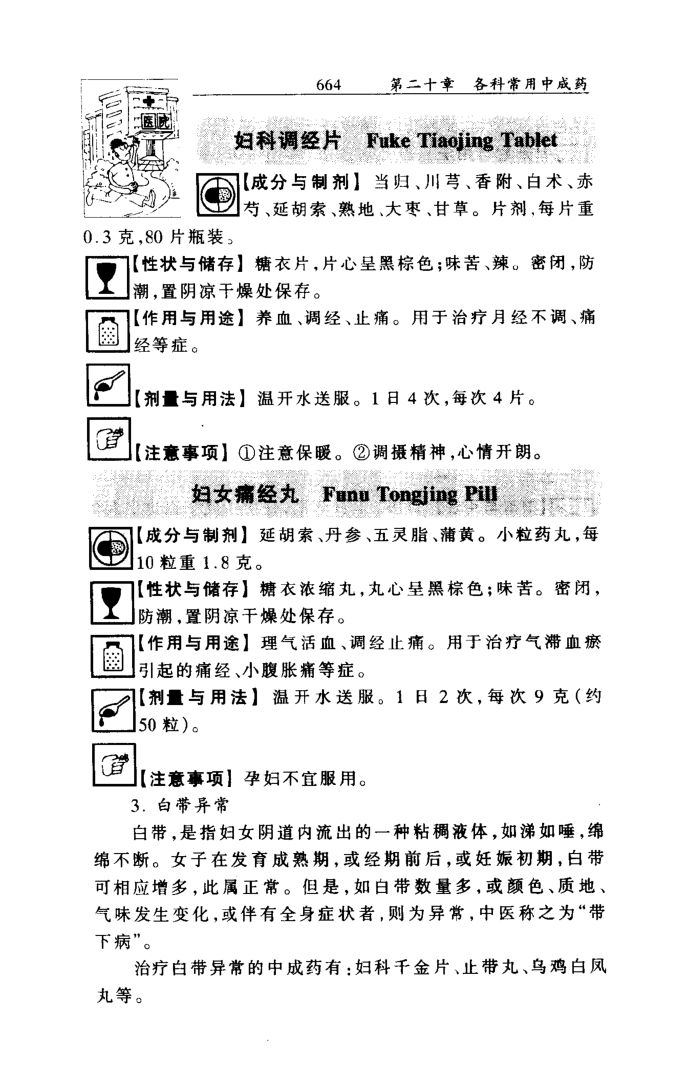 664 第二十章 各科常用中成药
医院
妇科调经片 Fuke Tiaojing Tablet
【成分与制剂】 当归、川芎、香附、白术、赤
芍、延胡索、熟地、大枣、甘草。片剂,每片重
0.3克,80片瓶装。
【性状与储存】 糖衣片,片心呈黑棕色;味苦、辣。密闭,防
潮,置阴凉干燥处保存。
【作用与用途】 养血、调经、止痛。用于治疗月经不调、痛
经等症。
【剂量与用法】 温开水送服。1日4次,每次4片。
【注意事项】 ①注意保暖。②调摄精神,心情开朗。
妇女痛经丸 Funu Tongjing Pill
【成分与制剂】 延胡索、丹参、五灵脂、蒲黄。小粒药丸,每
10粒重1.8克。
【性状与储存】 糖衣浓缩丸,丸心呈黑棕色;味苦。密闭,
防潮,置阴凉干燥处保存。
【作用与用途】 理气活血、调经止痛。用于治疗气滞血瘀
引起的痛经、小腹胀痛等症。
【剂量与用法】 温开水送服。1日2次,每次9克(约
50粒)。
【注意事项】 孕妇不宜服用。
3. 白带异常
白带,是指妇女阴道内流出的一种粘稠液体,如涕如唾,绵
绵不断。女子在发育成熟期,或经期前后,或妊娠初期,白带
可相应增多,此属正常。但是,如白带数量多,或颜色、质地、
气味发生变化,或伴有全身症状者,则为异常,中医称之为“带
下病”。
治疗白带异常的中成药有:妇科千金片、止带丸、乌鸡白凤
丸等。